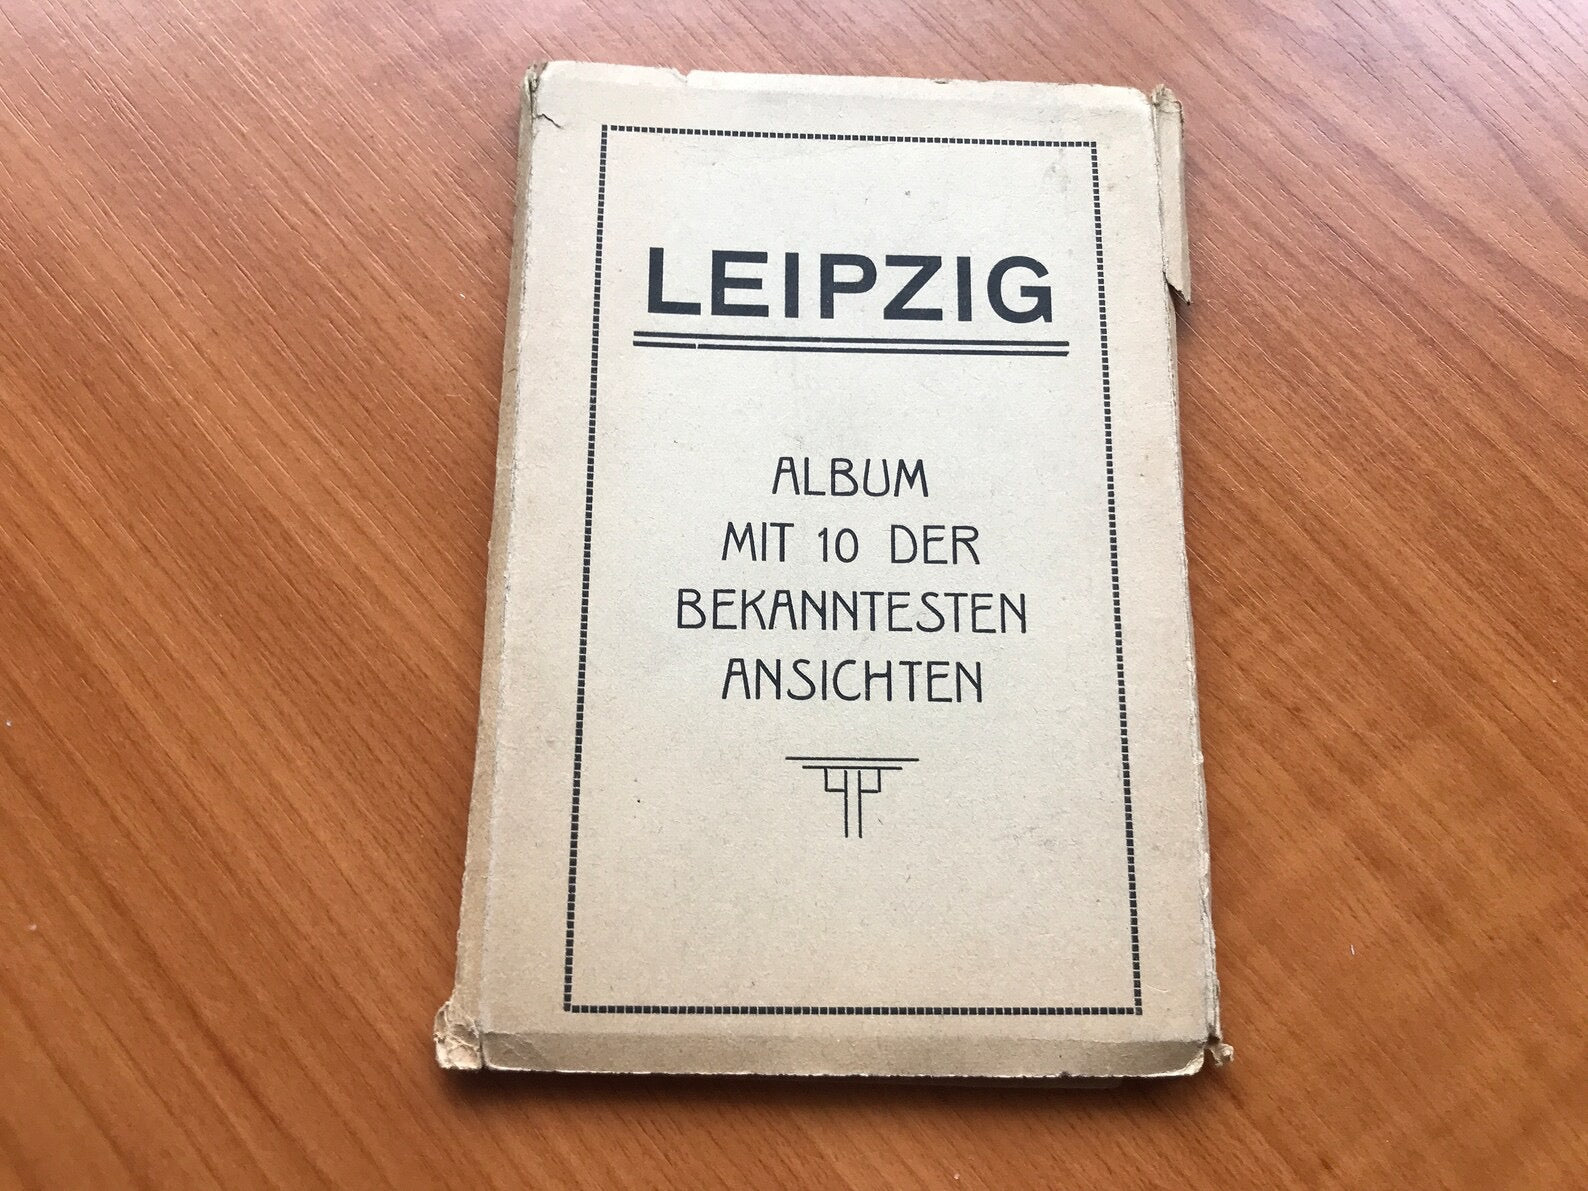 LEIPZIG
ALBUM
MIT 10 DER
BEKANNTESTEN
ANSICHTEN